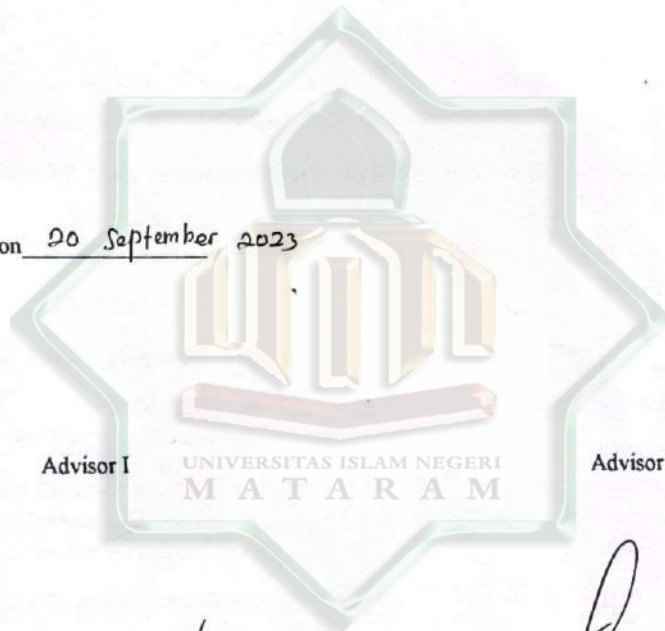 on 20 September 2023
Advisor I
Advisor
UNIVERSITAS ISLAM NEGERI
MATARAM